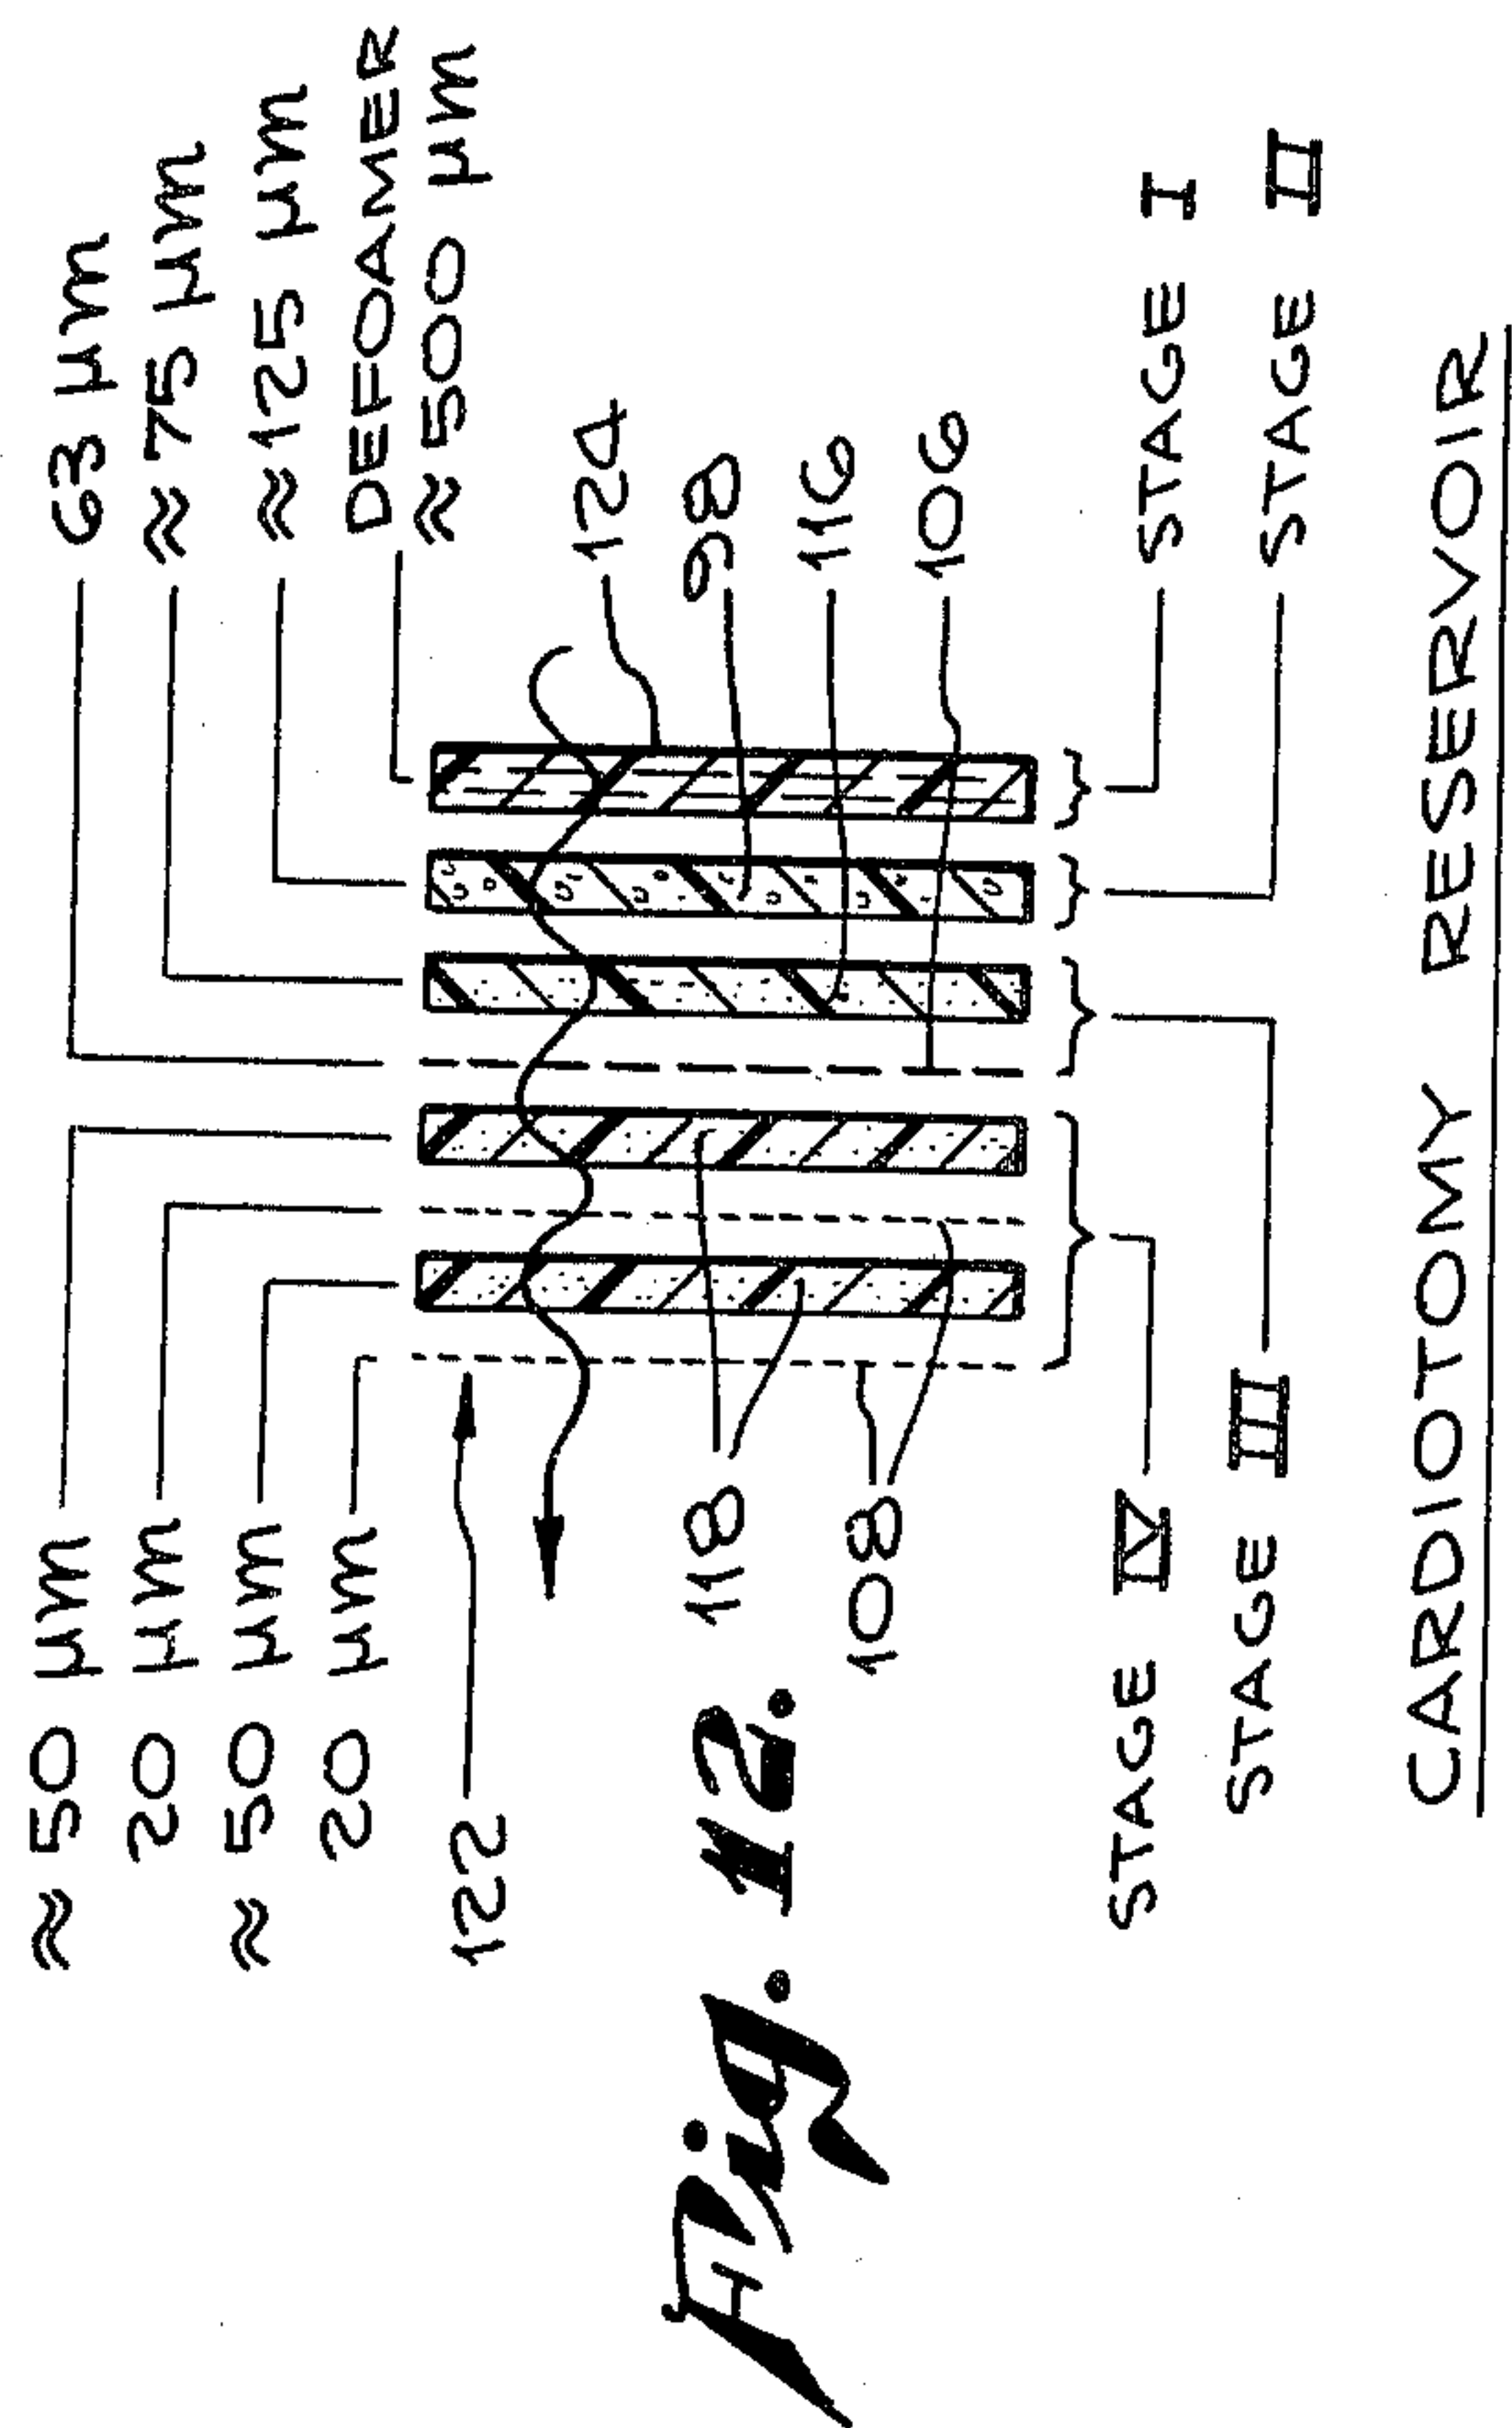 ≈ 50 µm
63 µm
20 µm
≈ 75 µm
≈ 50 µm
≈ 125 µm
20 µm
DEFOAMER
≈ 500 µm
122
124
Fig. 12.
118
98
116
108
106
STAGE IV
STAGE I
STAGE III
STAGE II
CARDIOTOMY RESERVOIR